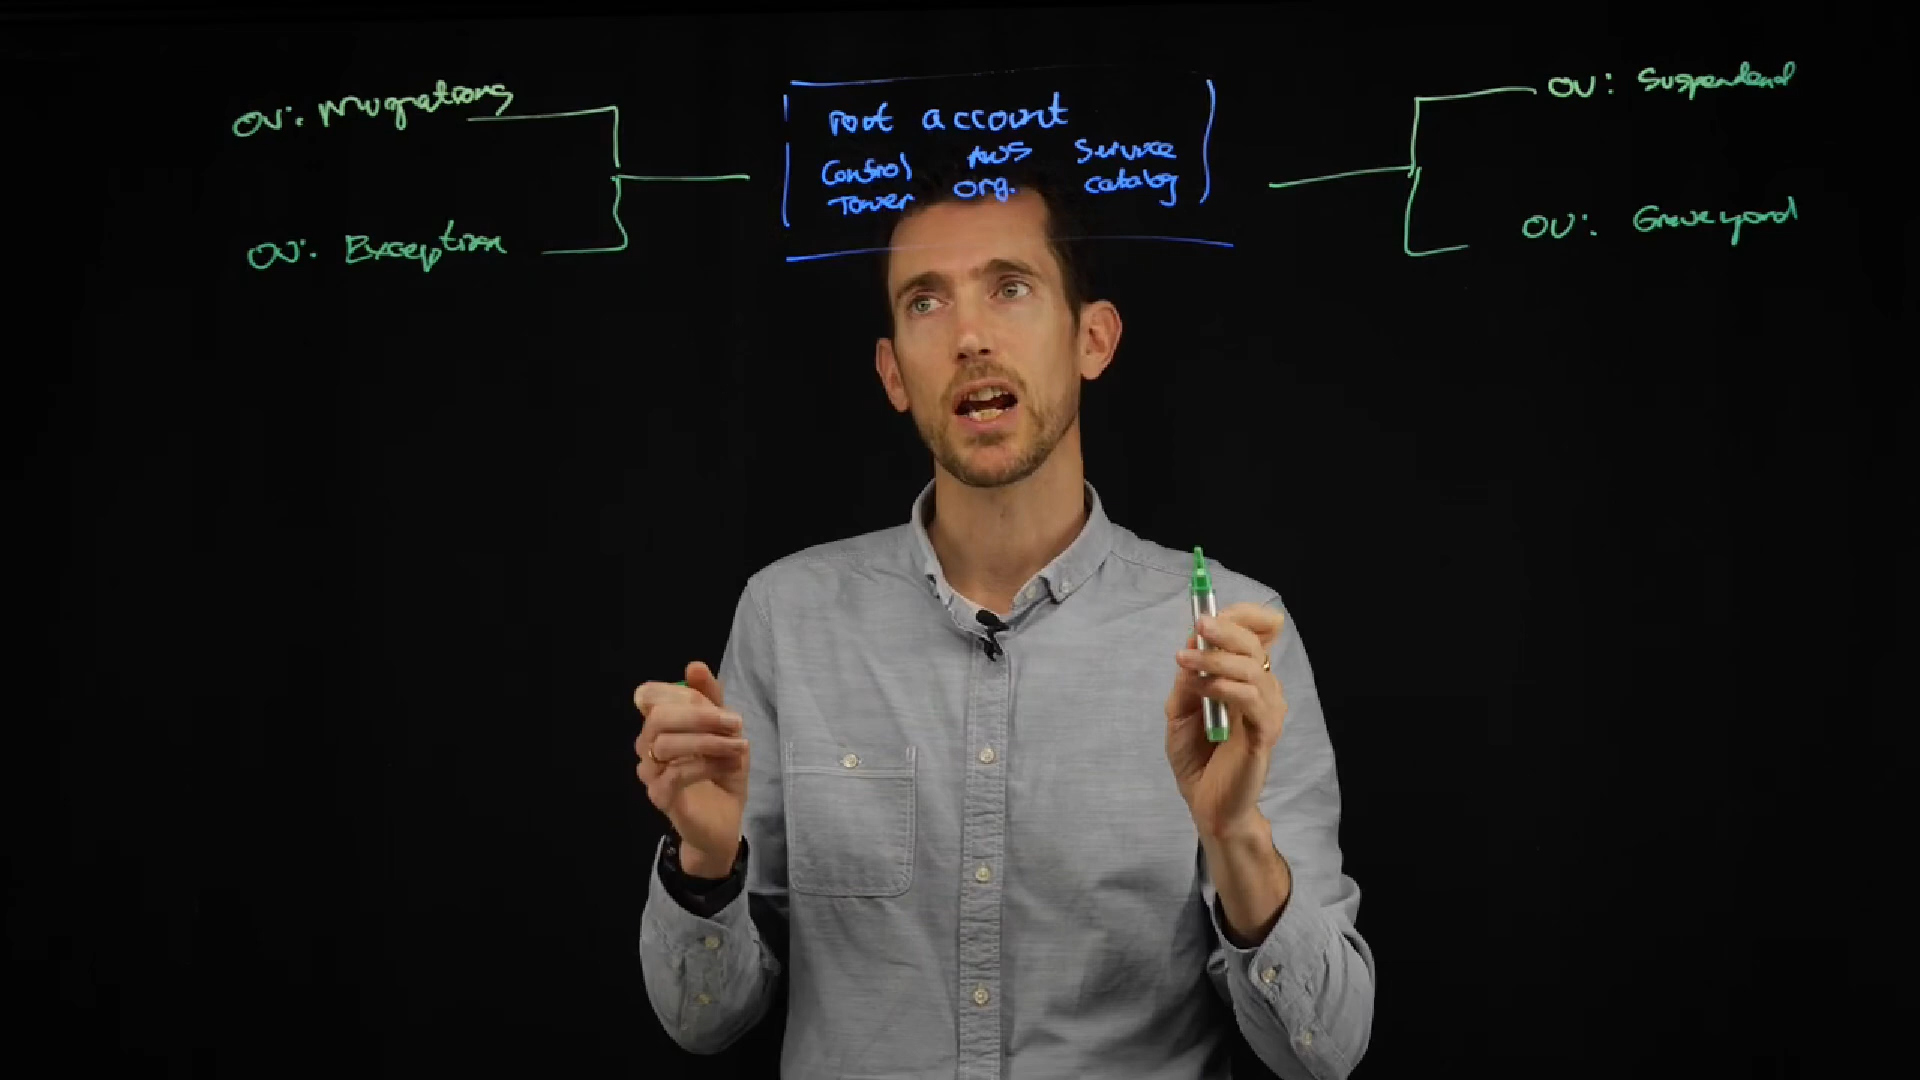 OU: Migrations
OU: Exception
root account
Control Tower
AWS Org.
Service Catalog
OU: Suspended
OU: Graveyard